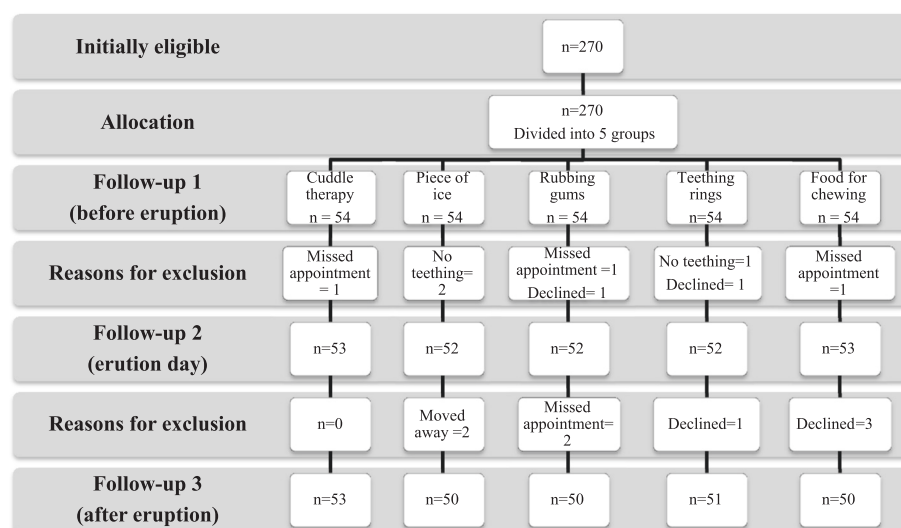 Initially eligible
n=270
Allocation
n=270
Divided into 5 groups
Follow-up 1
(before eruption)
Cuddle
therapy
n = 54
Piece of
ice
n = 54
Rubbing
gums
n = 54
Teething
rings
n=54
Food for
chewing
n = 54
Reasons for exclusion
Missed
appointment
= 1
No
teething=
2
Missed
appointment =1
Declined= 1
No teething=1
Declined= 1
Missed
appointment
=1
Follow-up 2
(erution day)
n=53
n=52
n=52
n=52
n=53
Reasons for exclusion
n=0
Moved
away =2
Missed
appointment=
2
Declined=1
Declined=3
Follow-up 3
(after eruption)
n=53
n=50
n=50
n=51
n=50